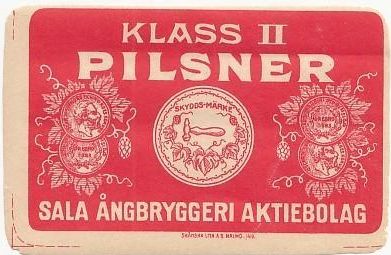 KLASS II
PILSNER
SKYDDS-MÄRKE
SALA ÅNGBRYGGERI AKTIEBOLAG